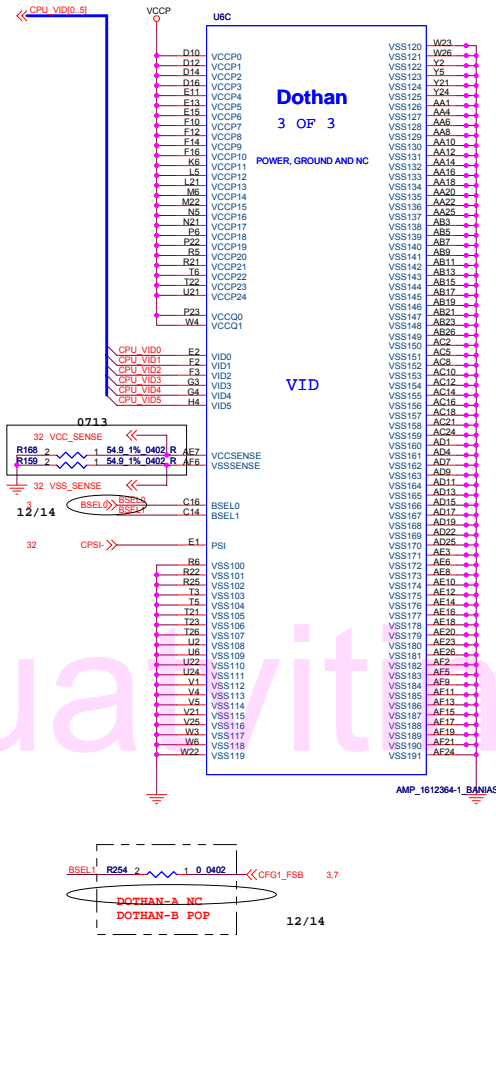 CPU_VID[0..5]
VCCP
U6C
Dothan
3 OF 3
POWER, GROUND AND NC
VID
D10 VCCP0
D12 VCCP1
D14 VCCP2
D16 VCCP3
E11 VCCP4
E13 VCCP5
E15 VCCP6
F10 VCCP7
F12 VCCP8
F14 VCCP9
F16 VCCP10
K6 VCCP11
L5 VCCP12
L21 VCCP13
M6 VCCP14
M22 VCCP15
N5 VCCP16
N21 VCCP17
P6 VCCP18
P22 VCCP19
R5 VCCP20
R21 VCCP21
T6 VCCP22
T22 VCCP23
U21 VCCP24
P23 VCCQ0
W4 VCCQ1
CPU_VID0 E2 VID0
CPU_VID1 F2 VID1
CPU_VID2 F3 VID2
CPU_VID3 G3 VID3
CPU_VID4 G4 VID4
CPU_VID5 H4 VID5
0713
32 VCC_SENSE
R168 2 1 54.9_1%_0402_R AE7 VCCSENSE
R159 2 1 54.9_1%_0402_R AF6 VSSSENSE
32 VSS_SENSE
3 BSEL0 BSEL0 C16 BSEL0
BSEL1 C14 BSEL1
12/14
32 CPSI- E1 PSI
R6 VSS100
R22 VSS101
R25 VSS102
T3 VSS103
T5 VSS104
T21 VSS105
T23 VSS106
T26 VSS107
U2 VSS108
U6 VSS109
U22 VSS110
U24 VSS111
V1 VSS112
V4 VSS113
V5 VSS114
V21 VSS115
V25 VSS116
W3 VSS117
W6 VSS118
W22 VSS119
VSS120 W23
VSS121 W26
VSS122 Y2
VSS123 Y5
VSS124 Y21
VSS125 Y24
VSS126 AA1
VSS127 AA4
VSS128 AA6
VSS129 AA8
VSS130 AA10
VSS131 AA12
VSS132 AA14
VSS133 AA16
VSS134 AA18
VSS135 AA20
VSS136 AA22
VSS137 AA25
VSS138 AB3
VSS139 AB5
VSS140 AB7
VSS141 AB9
VSS142 AB11
VSS143 AB13
VSS144 AB15
VSS145 AB17
VSS146 AB19
VSS147 AB21
VSS148 AB23
VSS149 AB26
VSS150 AC2
VSS151 AC5
VSS152 AC8
VSS153 AC10
VSS154 AC12
VSS155 AC14
VSS156 AC16
VSS157 AC18
VSS158 AC21
VSS159 AC24
VSS160 AD1
VSS161 AD4
VSS162 AD7
VSS163 AD9
VSS164 AD11
VSS165 AD13
VSS166 AD15
VSS167 AD17
VSS168 AD19
VSS169 AD22
VSS170 AD25
VSS171 AE3
VSS172 AE6
VSS173 AE8
VSS174 AE10
VSS175 AE12
VSS176 AE14
VSS177 AE16
VSS178 AE18
VSS179 AE20
VSS180 AE23
VSS181 AE26
VSS182 AF2
VSS183 AF5
VSS184 AF9
VSS185 AF11
VSS186 AF13
VSS187 AF15
VSS188 AF17
VSS189 AF19
VSS190 AF21
VSS191 AF24
AMP_1612364-1_BANIAS
BSEL1 R254 2 1 0_0402 CFG1_FSB 3,7
DOTHAN-A NC
DOTHAN-B POP
12/14